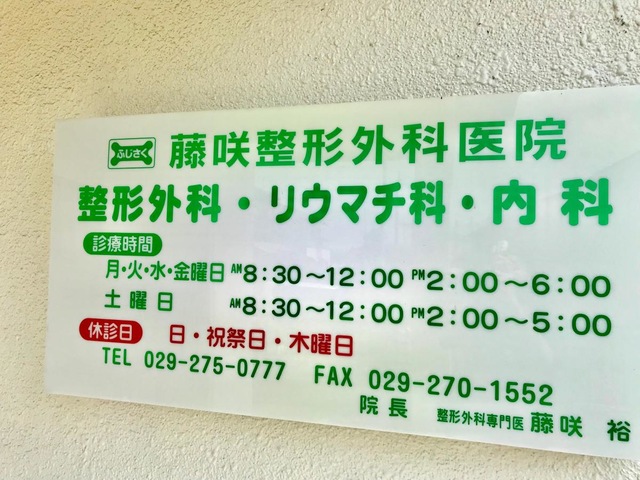 ふじさく 藤咲整形外科医院
整形外科・リウマチ科・内科
診療時間
月・火・水・金曜日 AM8:30〜12:00 PM2:00〜6:00
土曜日 AM8:30〜12:00 PM2:00〜5:00
休診日 日・祝祭日・木曜日
TEL 029-275-0777 FAX 029-270-1552
院長 整形外科専門医 藤咲 裕